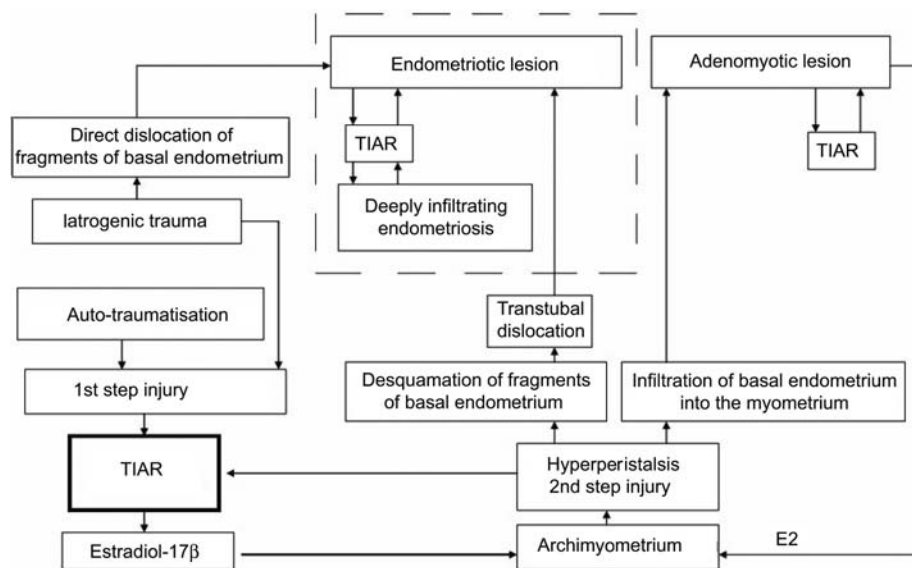 Endometriotic lesion
Adenomyotic lesion
Direct dislocation of
fragments of basal endometrium
TIAR
TIAR
Iatrogenic trauma
Deeply infiltrating
endometriosis
Auto-traumatisation
Transtubal
dislocation
1st step injury
Desquamation of fragments
of basal endometrium
Infiltration of basal endometrium
into the myometrium
TIAR
Hyperperistalsis
2nd step injury
Estradiol-17β
Archimyometrium
E2